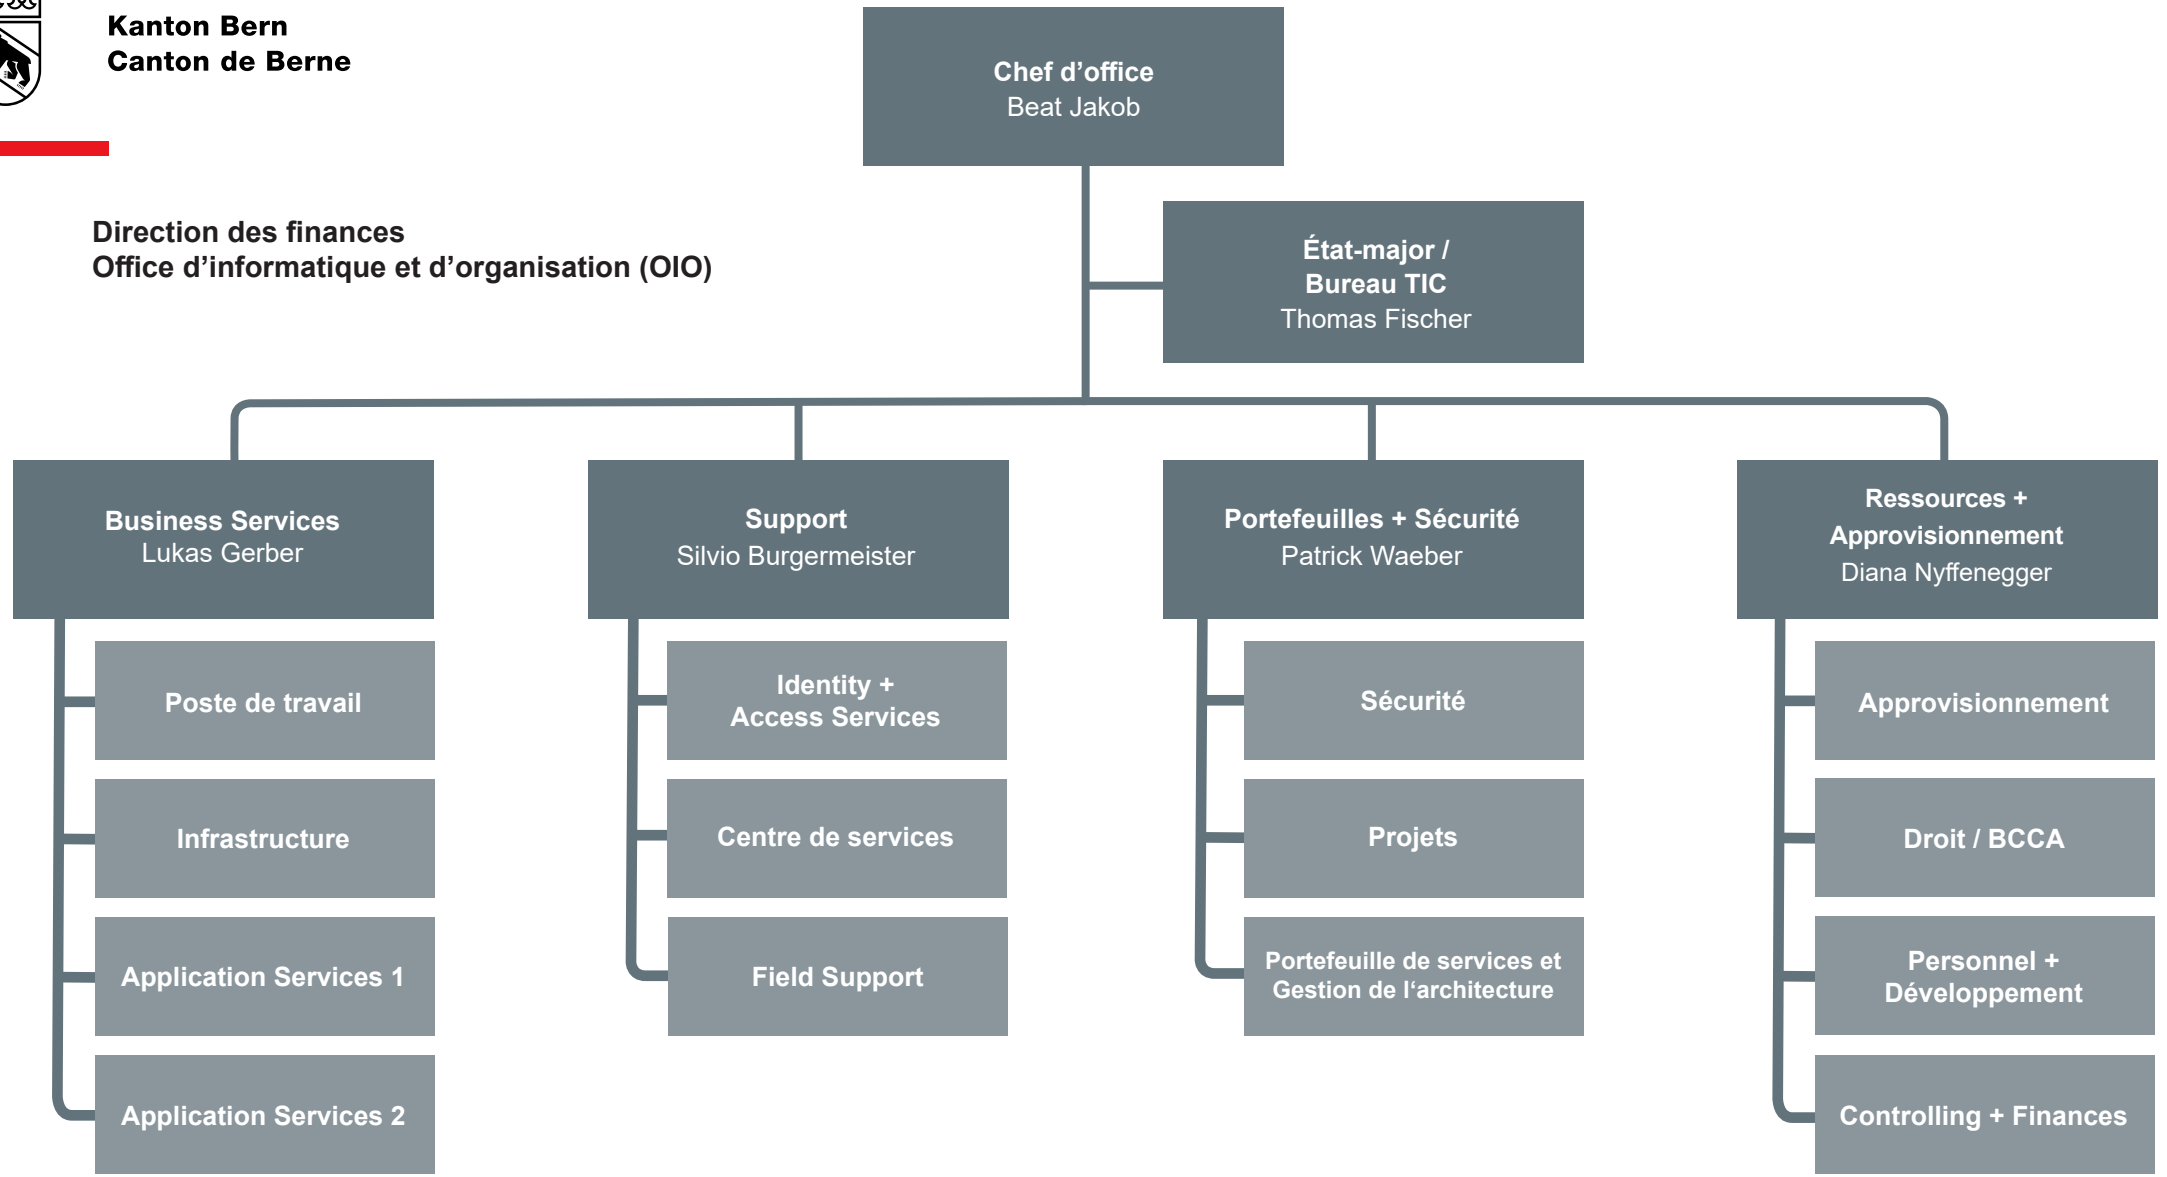 Kanton Bern
Canton de Berne
Direction des finances
Office d’informatique et d’organisation (OIO)
Chef d’office
Beat Jakob
État-major /
Bureau TIC
Thomas Fischer
Business Services
Lukas Gerber
Poste de travail
Infrastructure
Application Services 1
Application Services 2
Support
Silvio Burgermeister
Identity +
Access Services
Centre de services
Field Support
Portefeuilles + Sécurité
Patrick Waeber
Sécurité
Projets
Portefeuille de services et
Gestion de l‘architecture
Ressources +
Approvisionnement
Diana Nyffenegger
Approvisionnement
Droit / BCCA
Personnel +
Développement
Controlling + Finances